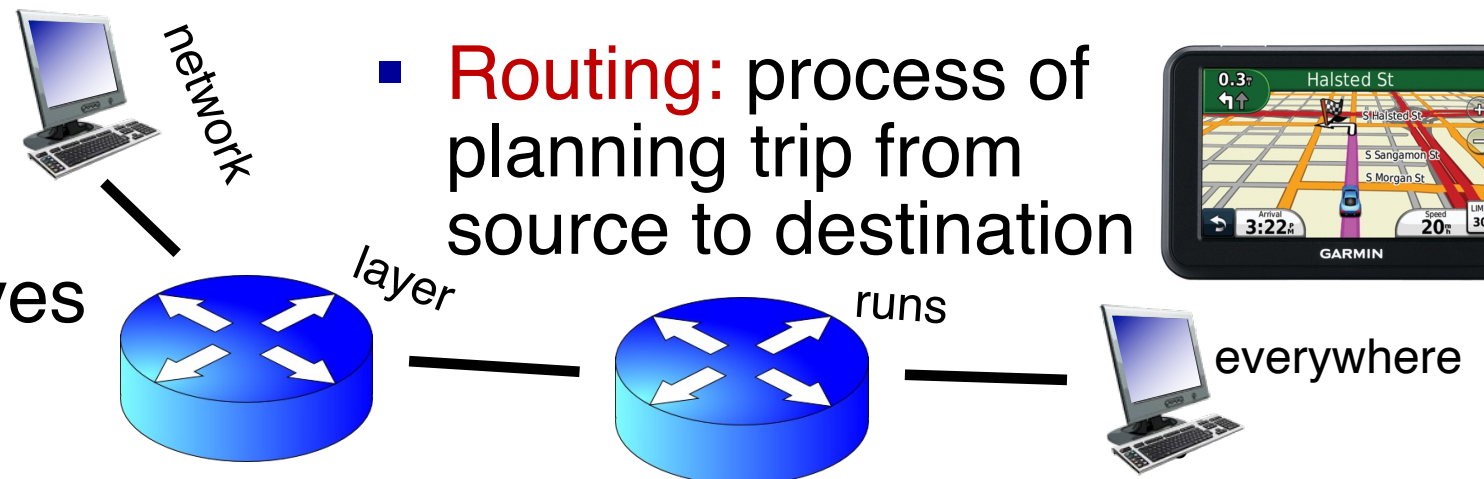 network
▪ Routing: process of
planning trip from
source to destination
layer
runs
everywhere
0.3
Halsted St
S Halsted St
S Sangamon St
S Morgan St
Arrival
3:22
Speed
20
30
GARMIN